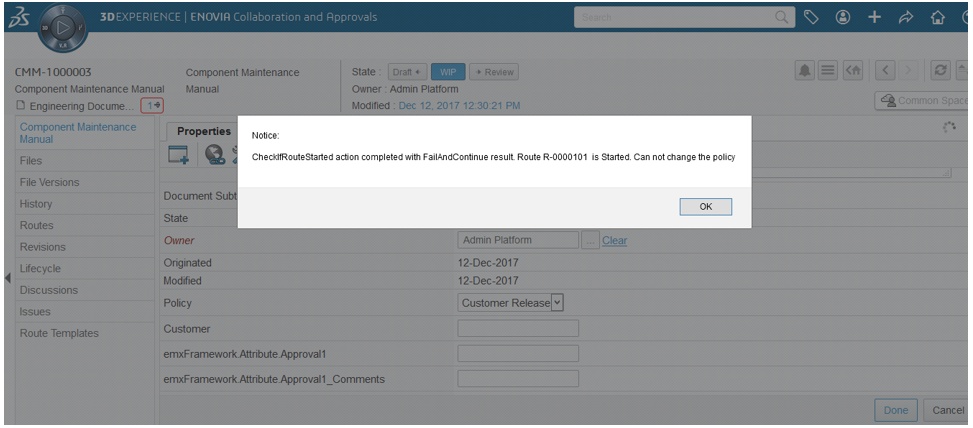 3DEXPERIENCE | ENOVIA Collaboration and Approvals
Search
CMM-1000003
Component Maintenance Manual
Engineering Docume... 1
Component Maintenance
Manual
State : Draft WIP Review
Owner : Admin Platform
Modified : Dec 12, 2017 12:30:21 PM
Common Space
Component Maintenance
Manual
Files
File Versions
History
Routes
Revisions
Lifecycle
Discussions
Issues
Route Templates
Properties
Notice:
CheckIfRouteStarted action completed with FailAndContinue result. Route R-0000101 is Started. Can not change the policy
OK
Document Subt
State
Owner Admin Platform ... Clear
Originated 12-Dec-2017
Modified 12-Dec-2017
Policy Customer Release
Customer
emxFramework.Attribute.Approval1
emxFramework.Attribute.Approval1_Comments
Done Cancel